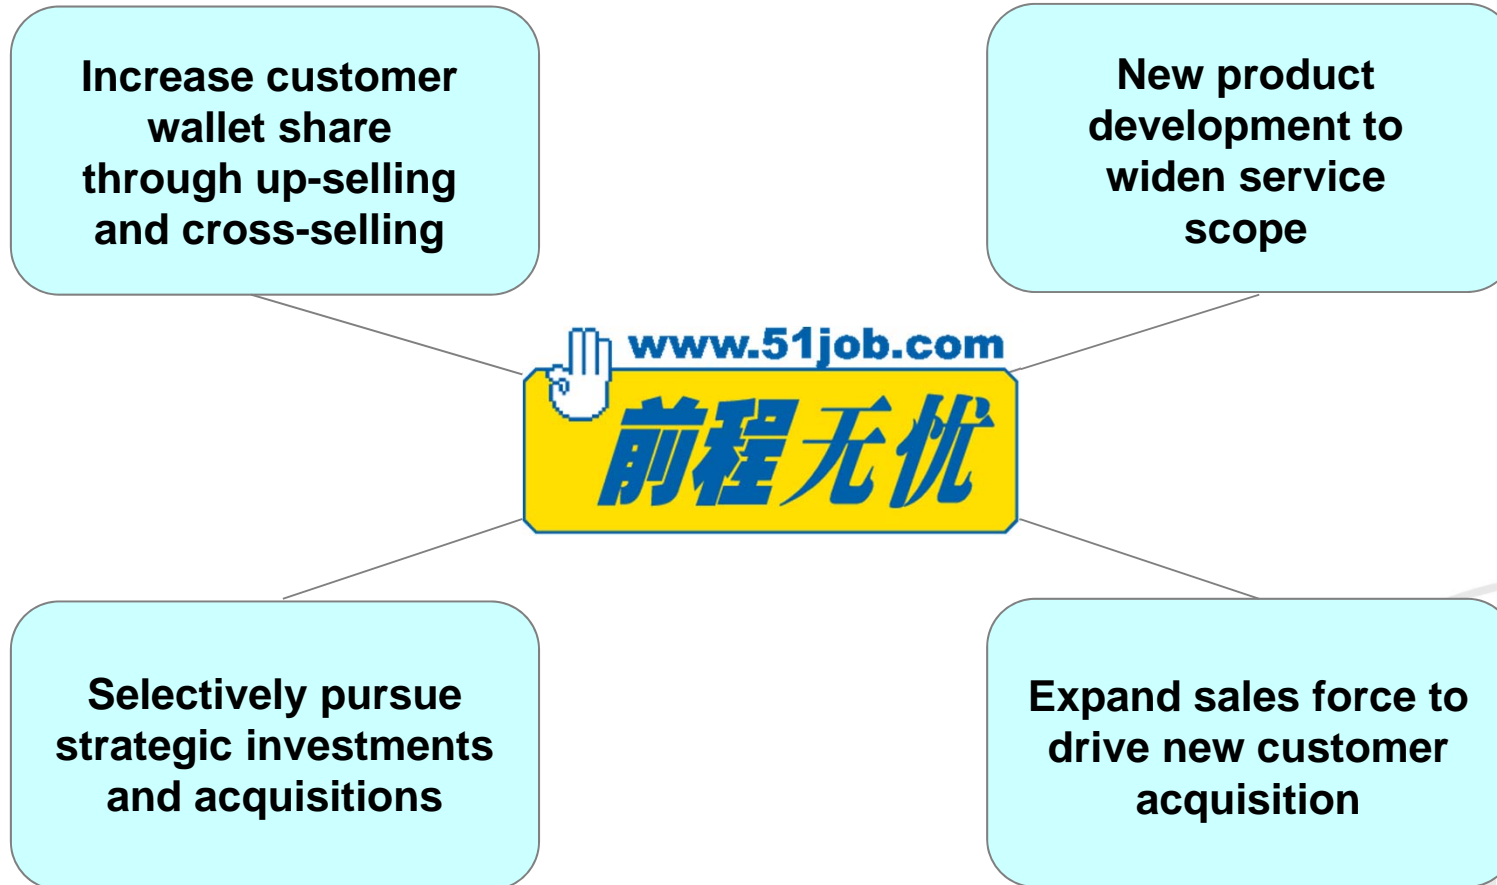 Increase customer
wallet share
through up-selling
and cross-selling
New product
development to
widen service
scope
www.51job.com
前程无忧
Selectively pursue
strategic investments
and acquisitions
Expand sales force to
drive new customer
acquisition